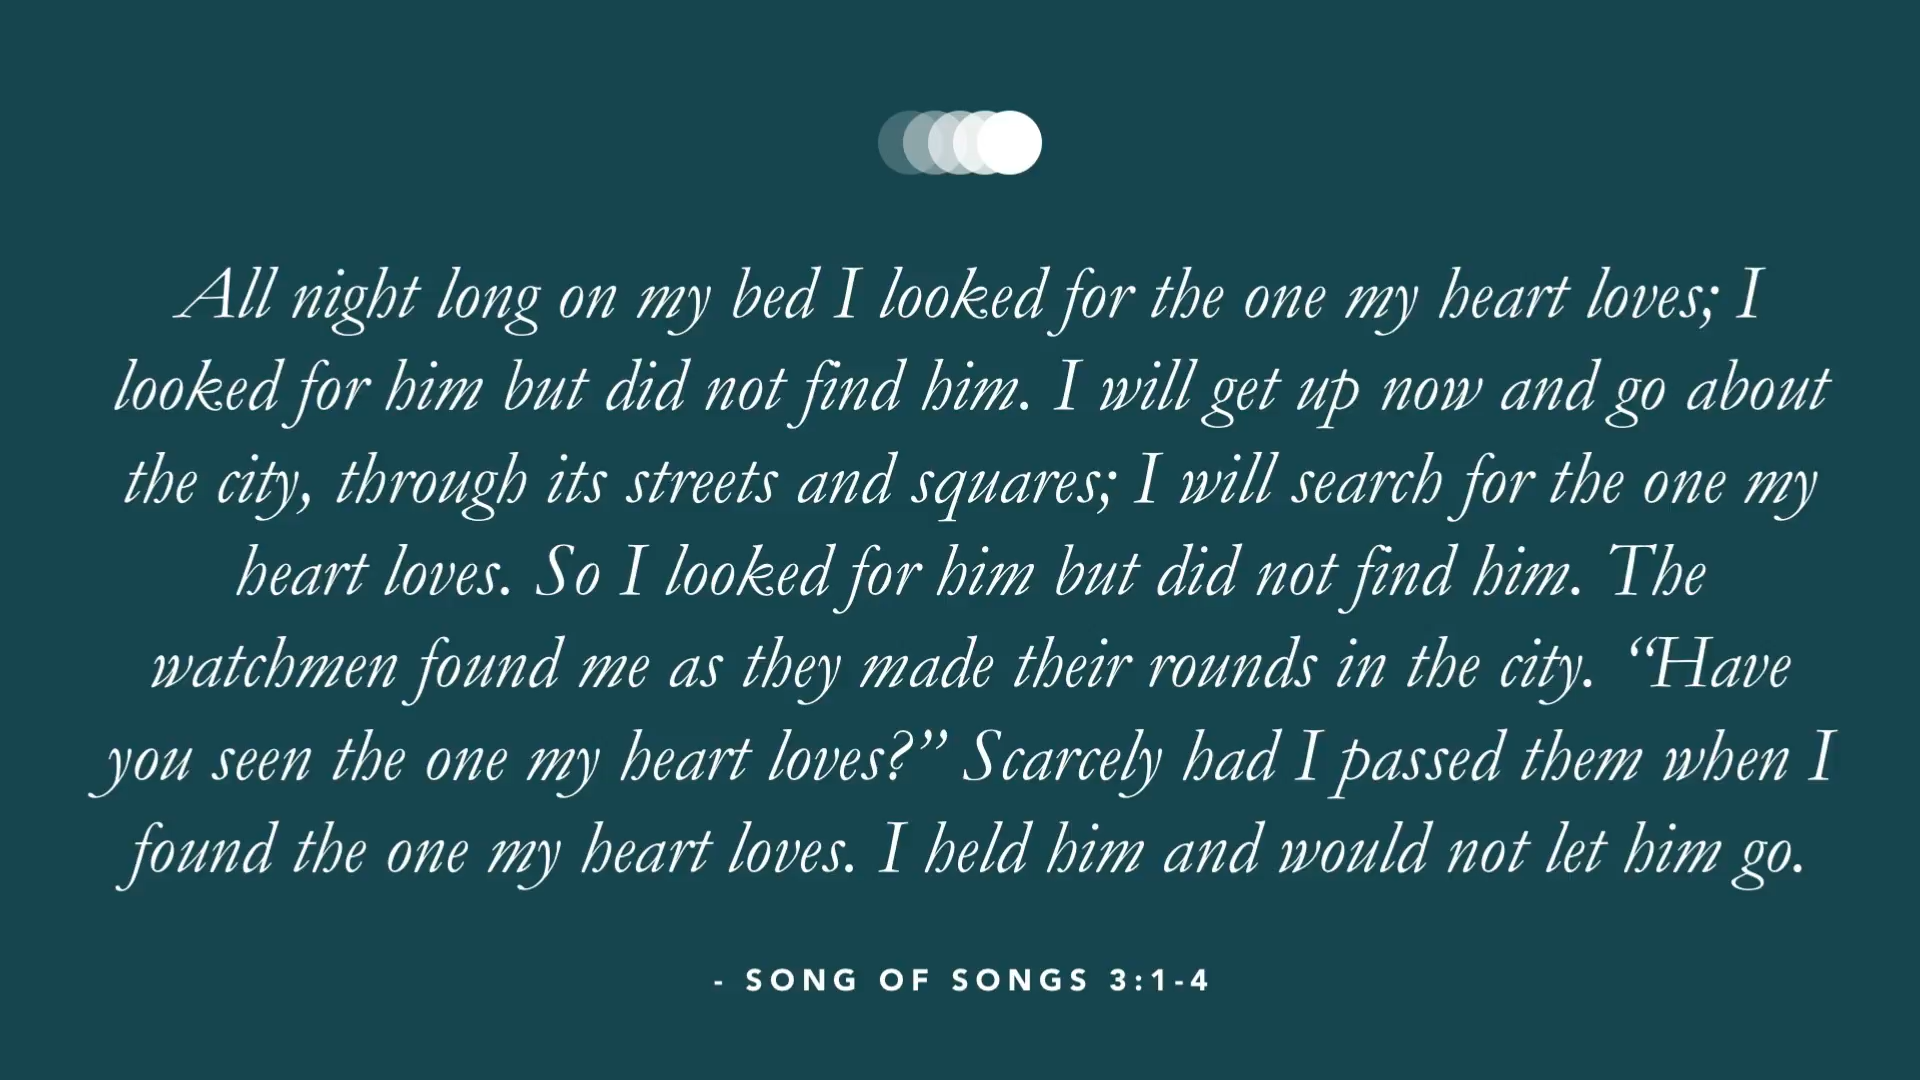 All night long on my bed I looked for the one my heart loves; I
looked for him but did not find him. I will get up now and go about
the city, through its streets and squares; I will search for the one my
heart loves. So I looked for him but did not find him. The
watchmen found me as they made their rounds in the city. “Have
you seen the one my heart loves?” Scarcely had I passed them when I
found the one my heart loves. I held him and would not let him go.
- SONG OF SONGS 3:1-4